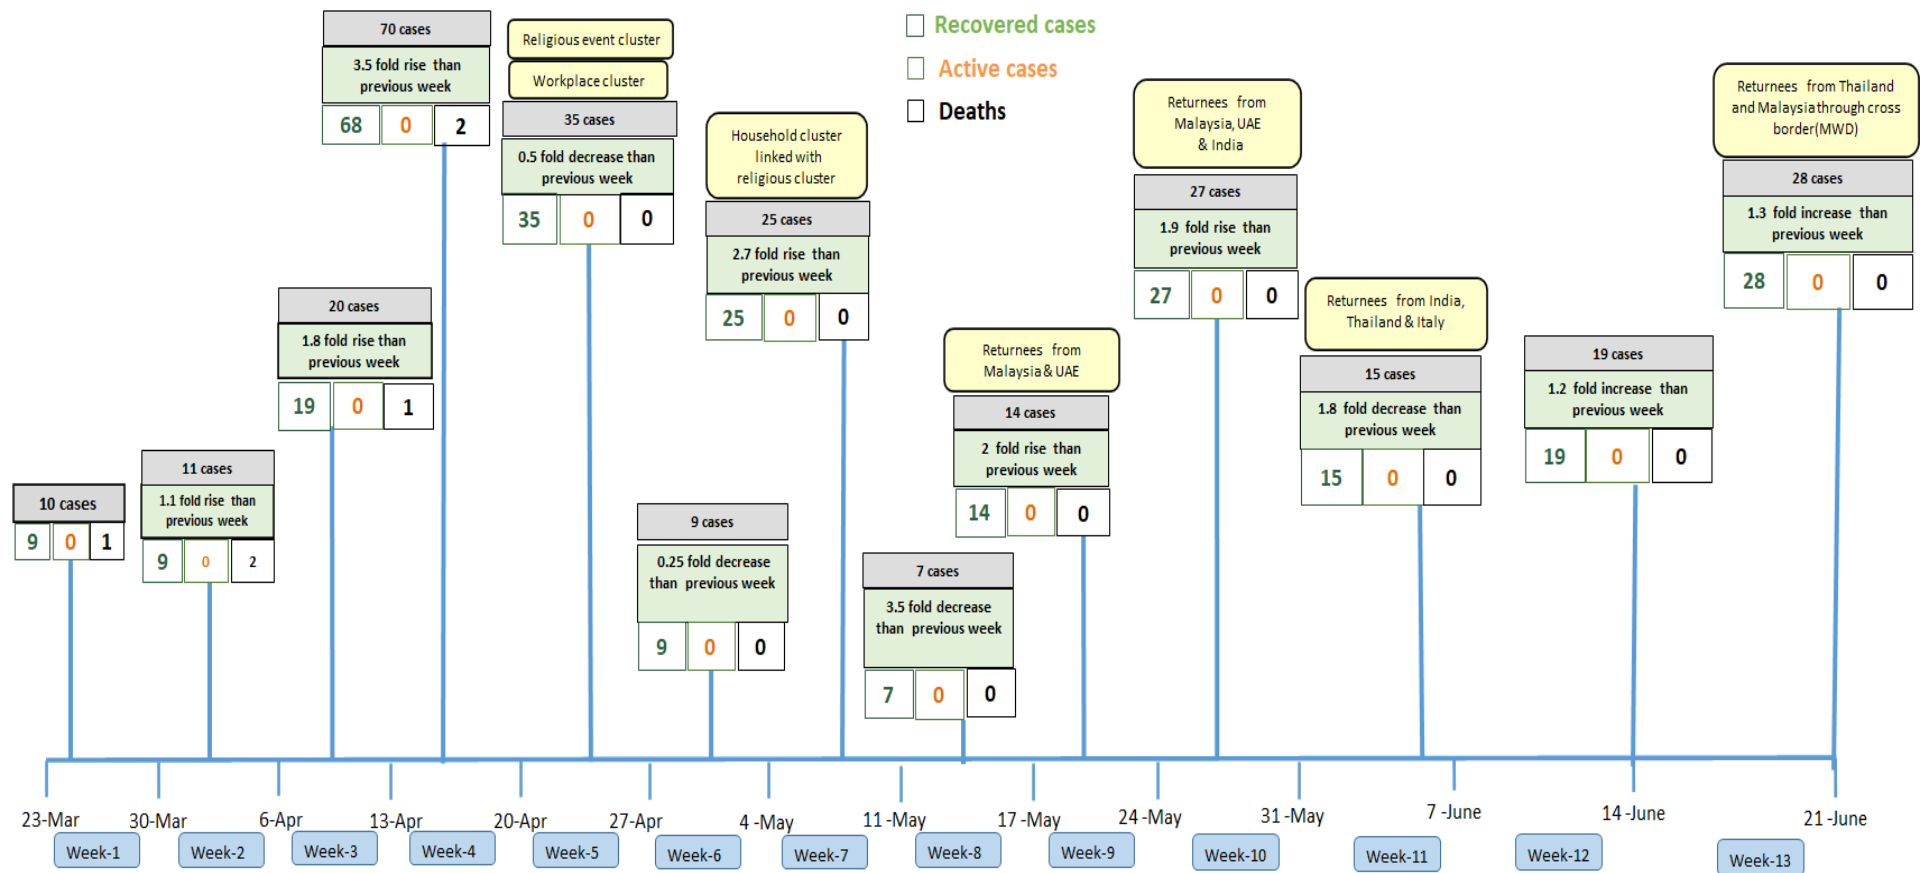 Recovered cases
Active cases
Deaths
10 cases
9 0 1
11 cases
1.1 fold rise than
previous week
9 0 2
20 cases
1.8 fold rise than
previous week
19 0 1
70 cases
3.5 fold rise than
previous week
68 0 2
Religious event cluster
Workplace cluster
35 cases
0.5 fold decrease than
previous week
35 0 0
9 cases
0.25 fold decrease
than previous week
9 0 0
Household cluster
linked with
religious cluster
25 cases
2.7 fold rise than
previous week
25 0 0
7 cases
3.5 fold decrease
than previous week
7 0 0
Returnees from
Malaysia & UAE
14 cases
2 fold rise than
previous week
14 0 0
Returnees from
Malaysia, UAE
& India
27 cases
1.9 fold rise than
previous week
27 0 0
Returnees from India,
Thailand & Italy
15 cases
1.8 fold decrease than
previous week
15 0 0
19 cases
1.2 fold increase than
previous week
19 0 0
Returnees from Thailand
and Malaysia through cross
border(MWD)
28 cases
1.3 fold increase than
previous week
28 0 0
23-Mar 30-Mar 6-Apr 13-Apr 20-Apr 27-Apr 4 -May 11 -May 17 -May 24 -May 31 -May 7 -June 14 -June 21 -June
Week-1 Week-2 Week-3 Week-4 Week-5 Week-6 Week-7 Week-8 Week-9 Week-10 Week-11 Week-12 Week-13